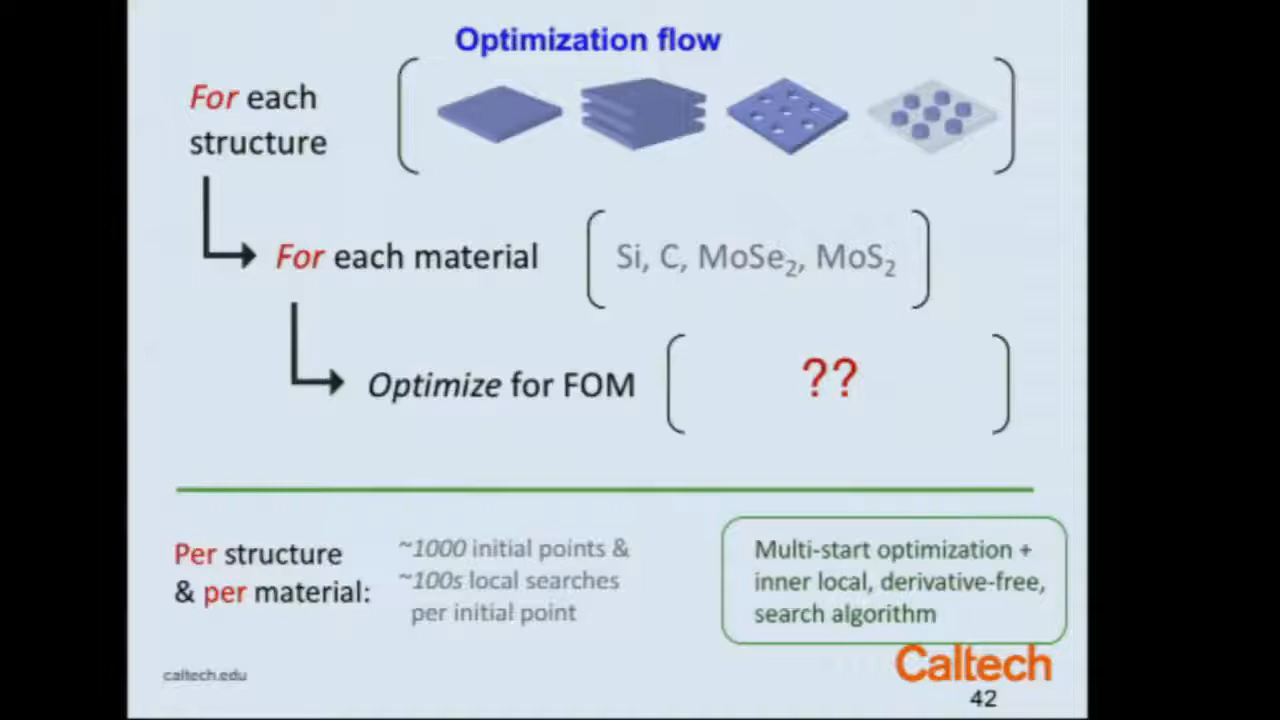 Optimization flow
For each
structure
For each material
Si, C, MoSe₂, MoS₂
Optimize for FOM
??
Per structure
& per material:
~1000 initial points &
~100s local searches
per initial point
Multi-start optimization +
inner local, derivative-free,
search algorithm
caltech.edu
Caltech
42